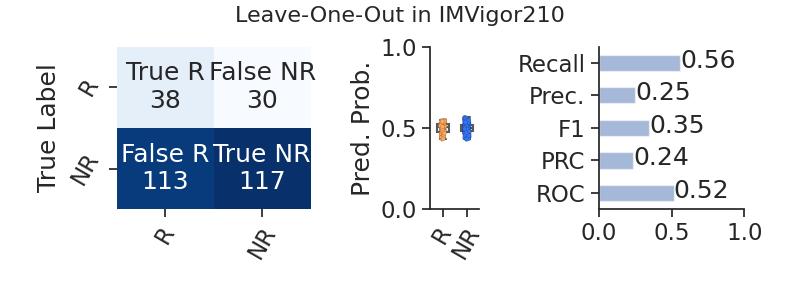 Leave-One-Out in IMVigor210
True Label
R
NR
True R
38
False NR
30
False R
113
True NR
117
R
NR
Pred. Prob.
1.0
0.5
0.0
R
NR
Recall
0.56
Prec.
0.25
F1
0.35
PRC
0.24
ROC
0.52
0.0
0.5
1.0